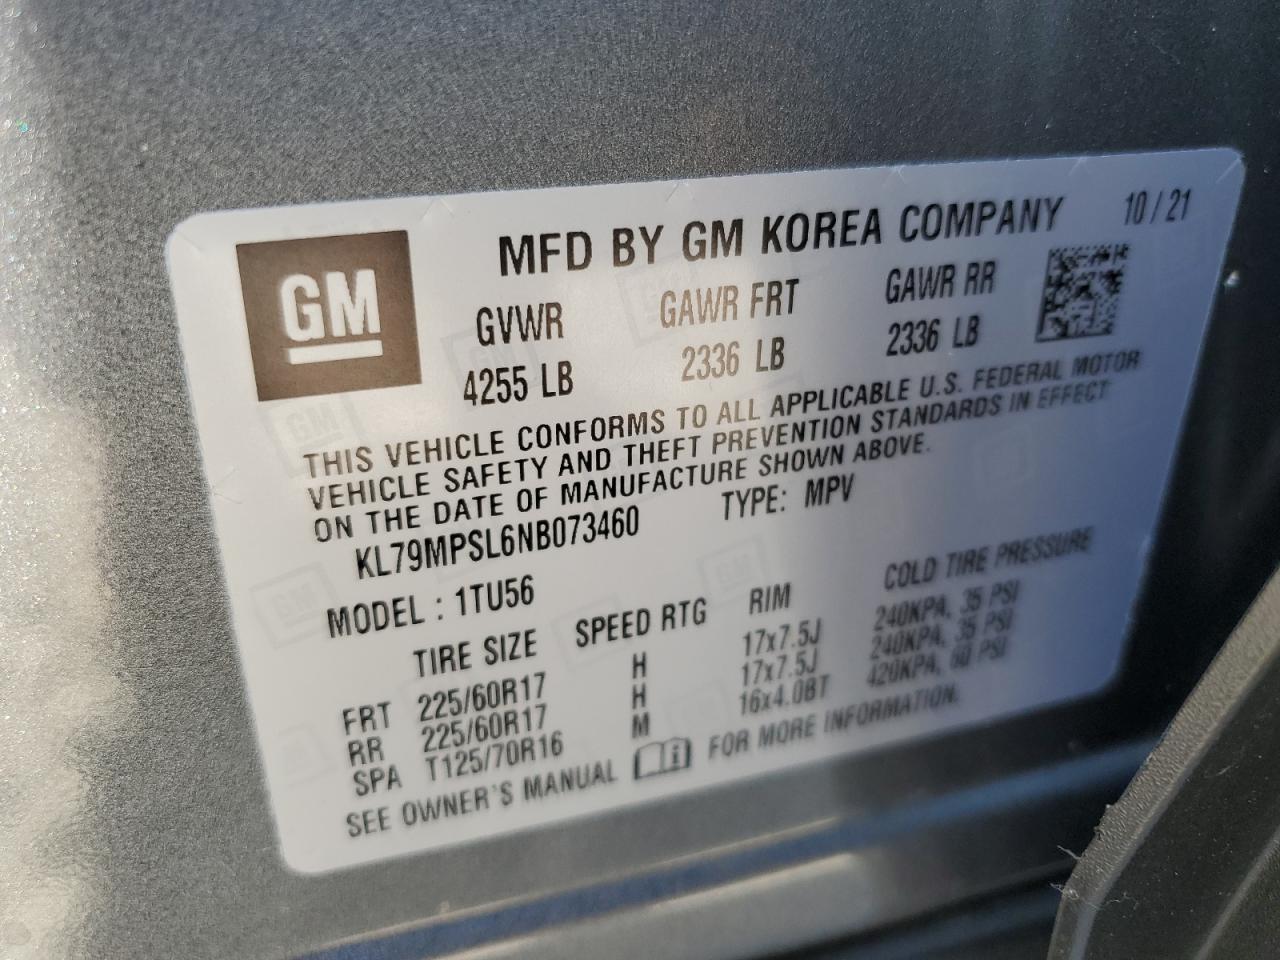 MFD BY GM KOREA COMPANY 10/21
GM
GVWR GAWR FRT GAWR RR
4255 LB 2336 LB 2336 LB
THIS VEHICLE CONFORMS TO ALL APPLICABLE U.S. FEDERAL MOTOR
VEHICLE SAFETY AND THEFT PREVENTION STANDARDS IN EFFECT
ON THE DATE OF MANUFACTURE SHOWN ABOVE.
KL79MPSL6NB073460 TYPE: MPV
MODEL : 1TU56
TIRE SIZE SPEED RTG RIM COLD TIRE PRESSURE
FRT 225/60R17 H 17x7.5J 240KPA, 35 PSI
RR 225/60R17 H 17x7.5J 240KPA, 35 PSI
SPA T125/70R16 M 16x4.0BT 420KPA, 60 PSI
SEE OWNER'S MANUAL FOR MORE INFORMATION.